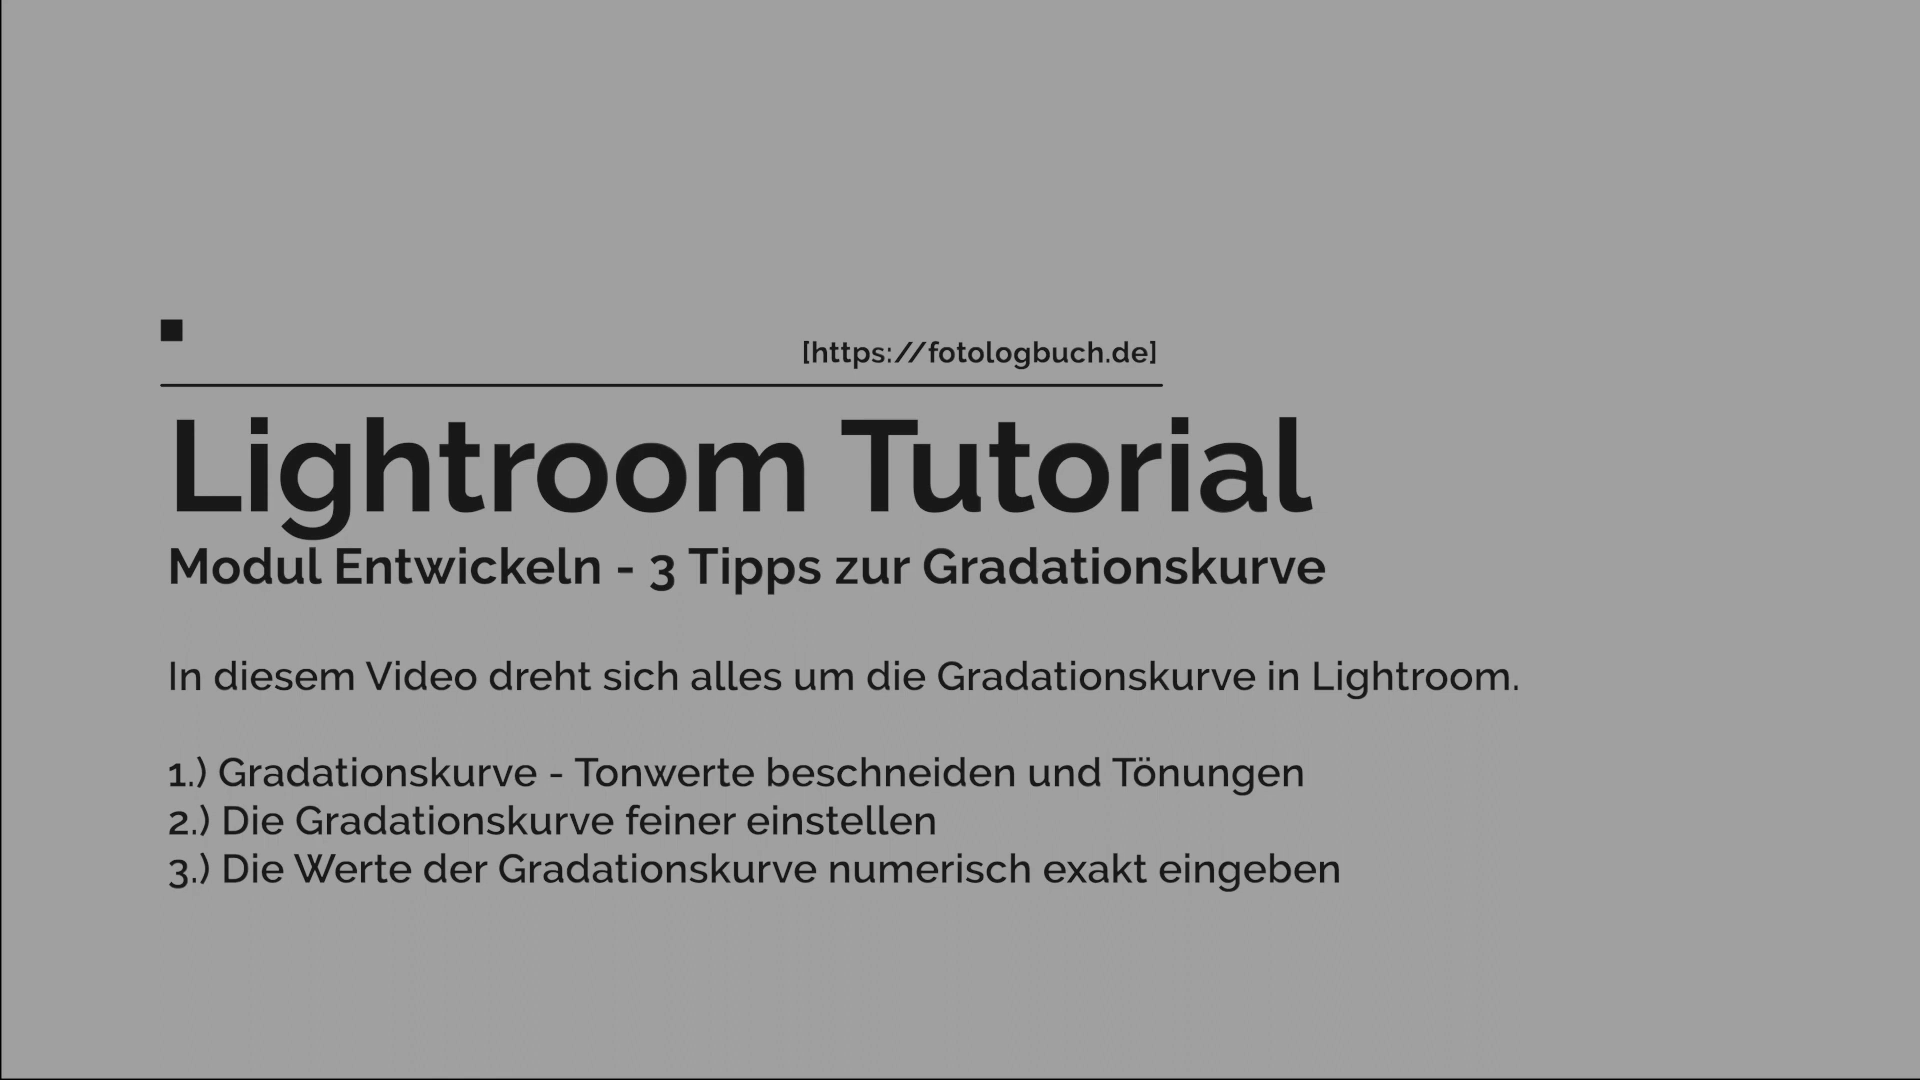 [https://fotologbuch.de]
Lightroom Tutorial
Modul Entwickeln - 3 Tipps zur Gradationskurve
In diesem Video dreht sich alles um die Gradationskurve in Lightroom.
1.) Gradationskurve - Tonwerte beschneiden und Tönungen
2.) Die Gradationskurve feiner einstellen
3.) Die Werte der Gradationskurve numerisch exakt eingeben